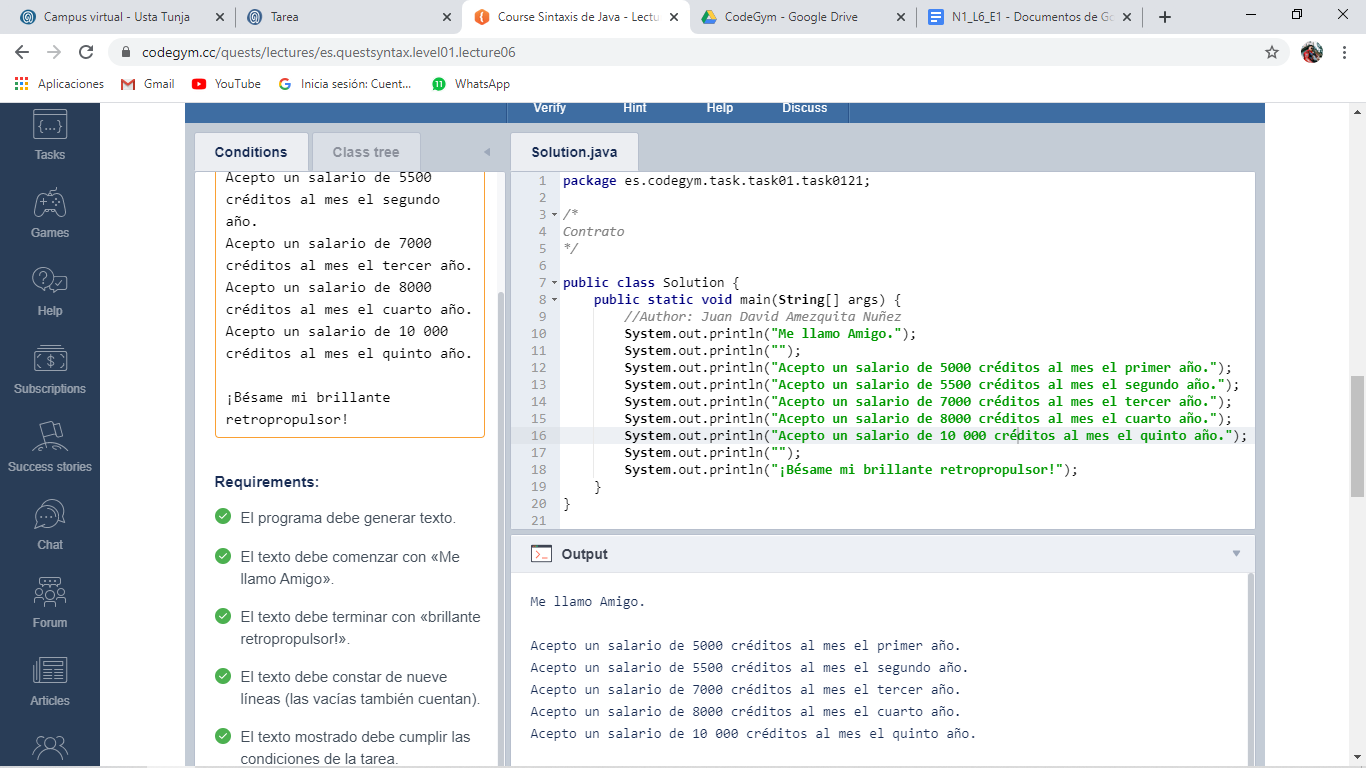 Campus virtual - Usta Tunja
Tarea
Course Sintaxis de Java - Lectu
CodeGym - Google Drive
N1_L6_E1 - Documentos de Go
codegym.cc/quests/lectures/es.questsyntax.level01.lecture06
Aplicaciones
Gmail
YouTube
Inicia sesión: Cuent...
11
WhatsApp
Tasks
Games
Help
Subscriptions
Success stories
Chat
Forum
Articles
Verify
Hint
Help
Discuss
Conditions
Class tree
Acepto un salario de 5500
créditos al mes el segundo
año.
Acepto un salario de 7000
créditos al mes el tercer año.
Acepto un salario de 8000
créditos al mes el cuarto año.
Acepto un salario de 10 000
créditos al mes el quinto año.
¡Bésame mi brillante
retropropulsor!
Requirements:
El programa debe generar texto.
El texto debe comenzar con «Me
llamo Amigo».
El texto debe terminar con «brillante
retropropulsor!».
El texto debe constar de nueve
líneas (las vacías también cuentan).
El texto mostrado debe cumplir las
condiciones de la tarea.
Solution.java
1 package es.codegym.task.task01.task0121;
2
3 /*
4 Contrato
5 */
6
7 public class Solution {
8 public static void main(String[] args) {
9 //Author: Juan David Amezquita Nuñez
10 System.out.println("Me llamo Amigo.");
11 System.out.println("");
12 System.out.println("Acepto un salario de 5000 créditos al mes el primer año.");
13 System.out.println("Acepto un salario de 5500 créditos al mes el segundo año.");
14 System.out.println("Acepto un salario de 7000 créditos al mes el tercer año.");
15 System.out.println("Acepto un salario de 8000 créditos al mes el cuarto año.");
16 System.out.println("Acepto un salario de 10 000 créditos al mes el quinto año.");
17 System.out.println("");
18 System.out.println("¡Bésame mi brillante retropropulsor!");
19 }
20 }
21
Output
Me llamo Amigo.
Acepto un salario de 5000 créditos al mes el primer año.
Acepto un salario de 5500 créditos al mes el segundo año.
Acepto un salario de 7000 créditos al mes el tercer año.
Acepto un salario de 8000 créditos al mes el cuarto año.
Acepto un salario de 10 000 créditos al mes el quinto año.